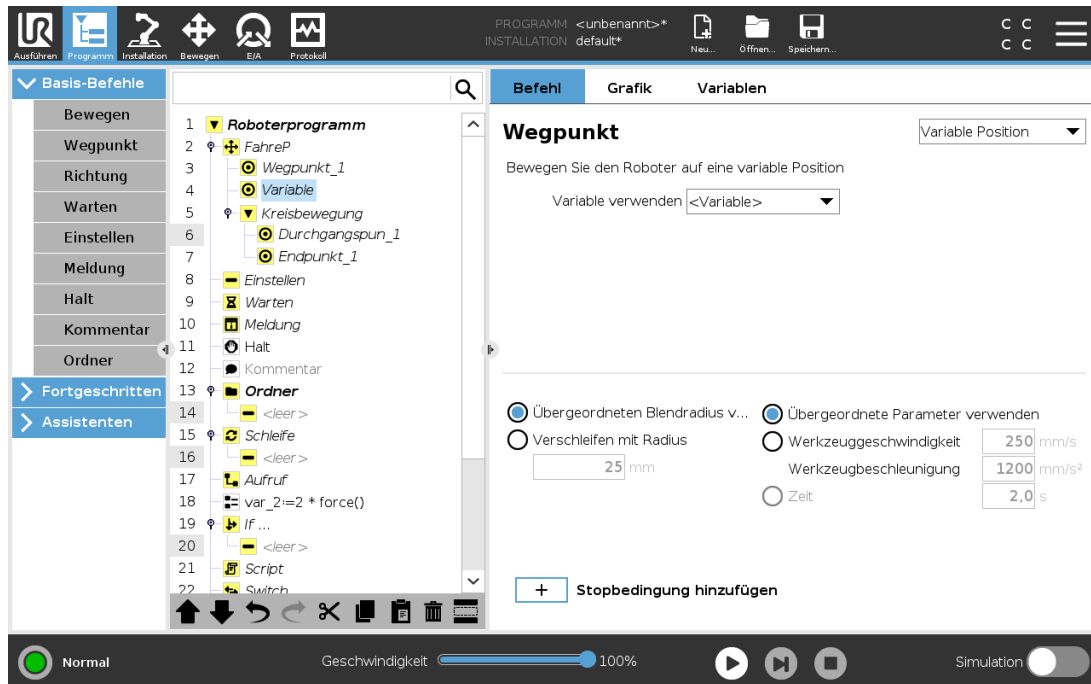 PROGRAMM <unbenannt>*
INSTALLATION default*
Ausführen
Programm
Installation
Bewegen
E/A
Protokoll
Neu...
Öffnen...
Speichern...
C C
C C
Basis-Befehle
Bewegen
Wegpunkt
Richtung
Warten
Einstellen
Meldung
Halt
Kommentar
Ordner
Fortgeschritten
Assistenten
1 Roboterprogramm
2 FahreP
3 Wegpunkt_1
4 Variable
5 Kreisbewegung
6 Durchgangspun_1
7 Endpunkt_1
8 Einstellen
9 Warten
10 Meldung
11 Halt
12 Kommentar
13 Ordner
14 <leer>
15 Schleife
16 <leer>
17 Aufruf
18 var_2:=2 * force()
19 If ...
20 <leer>
21 Script
22 Switch
Befehl Grafik Variablen
Wegpunkt
Variable Position
Bewegen Sie den Roboter auf eine variable Position
Variable verwenden <Variable>
Übergeordneten Blendradius v...
Verschleifen mit Radius
25 mm
Übergeordnete Parameter verwenden
Werkzeuggeschwindigkeit 250 mm/s
Werkzeugbeschleunigung 1200 mm/s²
Zeit 2,0 s
+ Stopbedingung hinzufügen
Normal
Geschwindigkeit 100%
Simulation